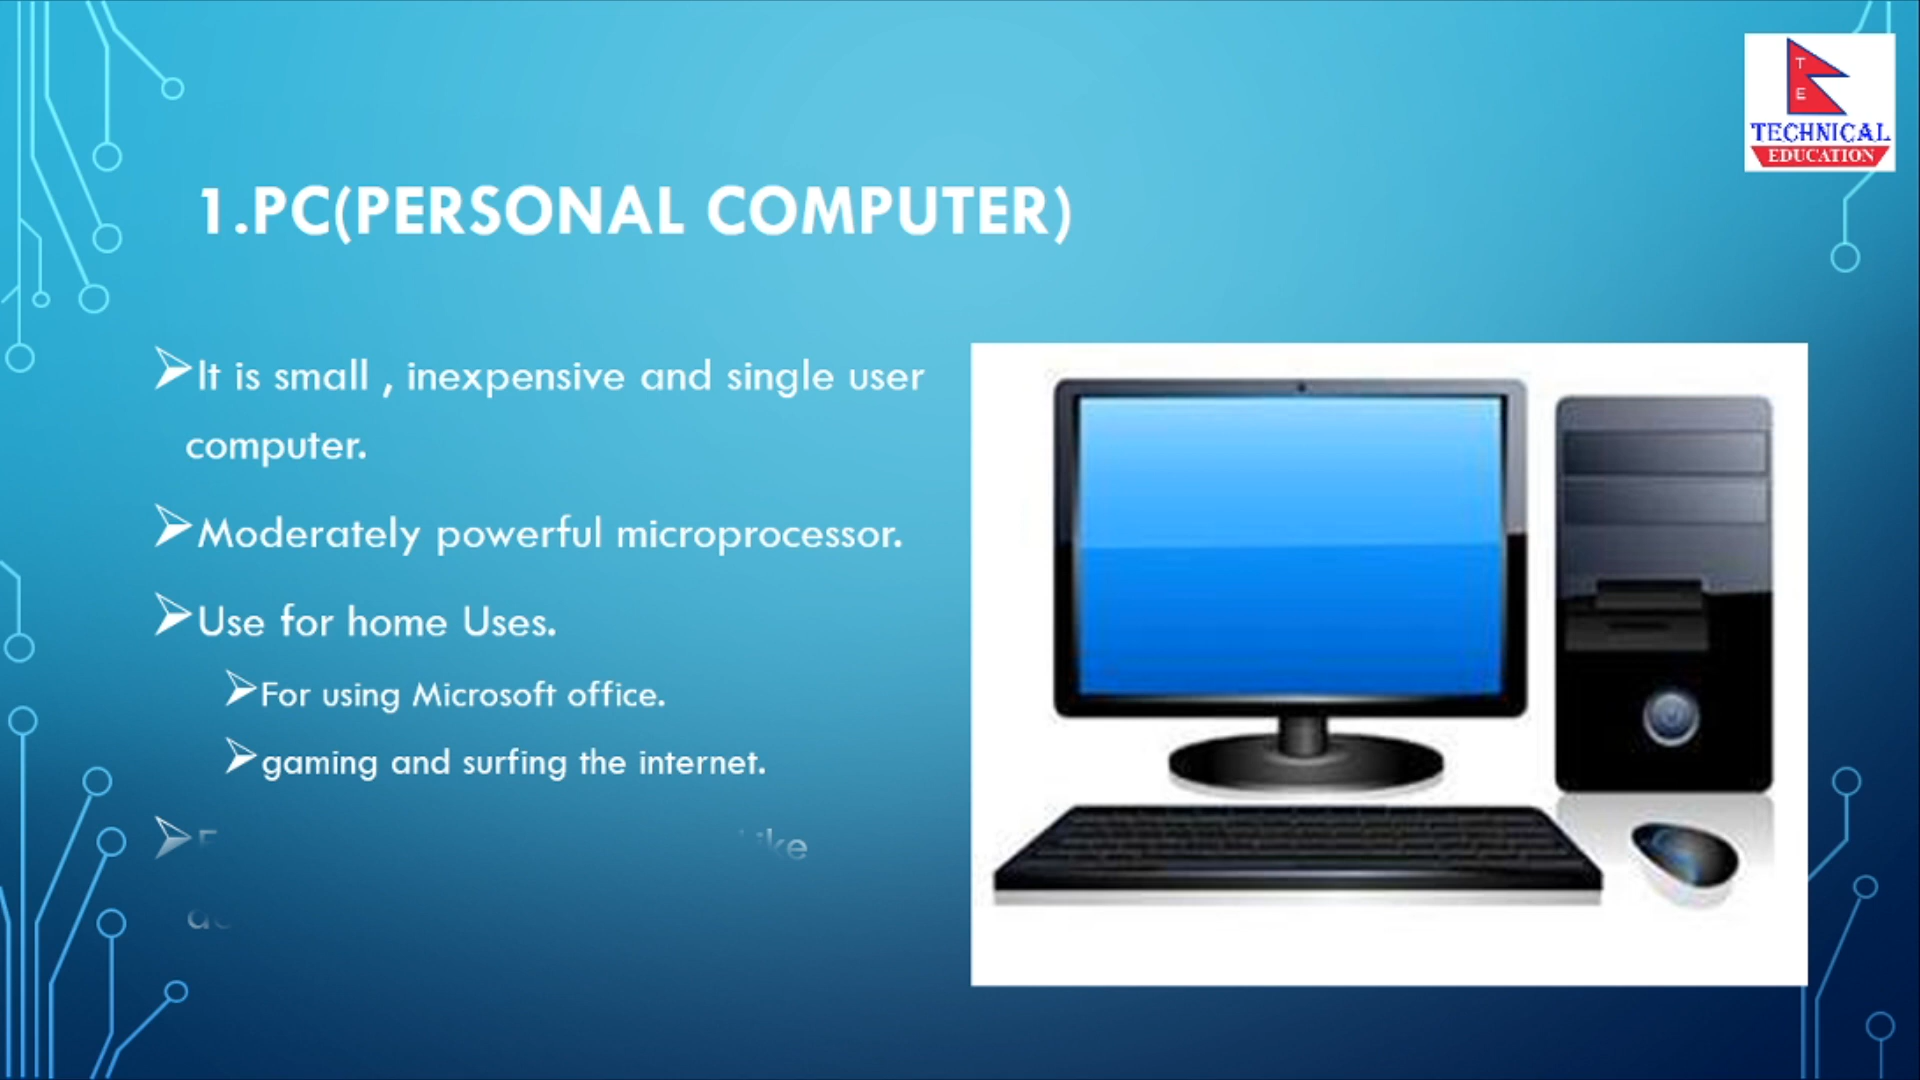 T
E
TECHNICAL
EDUCATION
1.PC(PERSONAL COMPUTER)
It is small , inexpensive and single user
computer.
Moderately powerful microprocessor.
Use for home Uses.
For using Microsoft office.
gaming and surfing the internet.